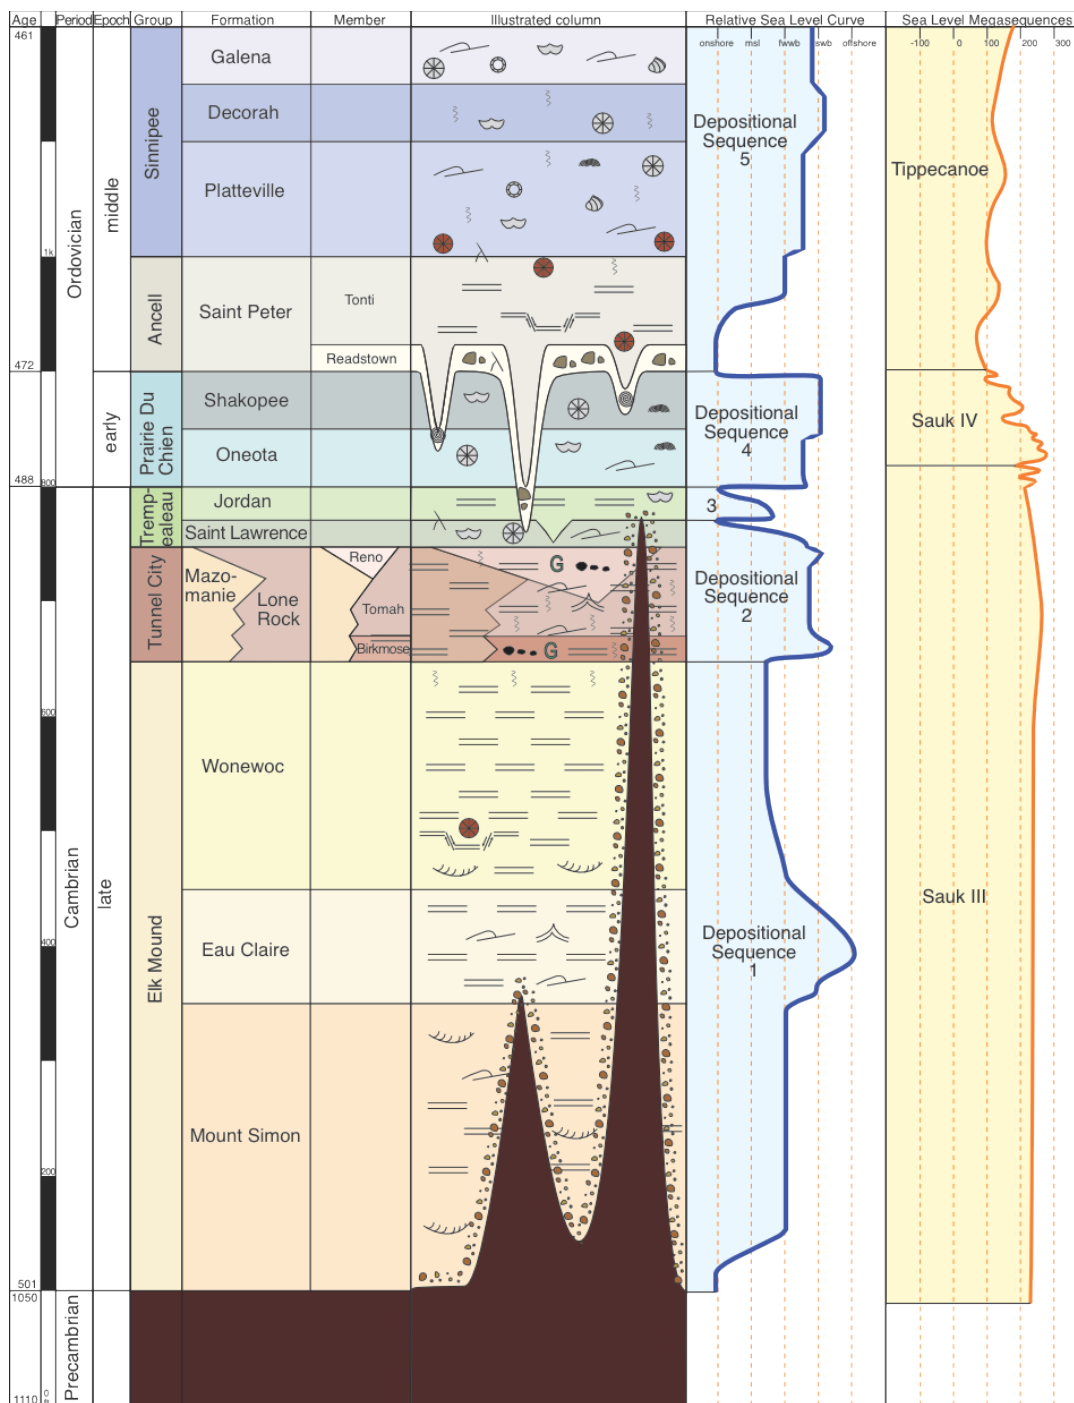 Age Period Epoch Group Formation Member Illustrated column Relative Sea Level Curve Sea Level Megasequences
461
onshore msl fwwb swb offshore
-100 0 100 200 300
Galena
Decorah
Sinnipee
Platteville
Depositional
Sequence
5
Tippecanoe
middle
Ordovician
1k
Ancell
Saint Peter
Tonti
Readstown
472
early
Prairie Du
Chien
Shakopee
Oneota
Depositional
Sequence
4
Sauk IV
488
800
Tremp-
ealeau
Jordan
3
Saint Lawrence
Tunnel City
Mazo-
manie
Lone
Rock
Reno
Tomah
Birkmose
G
G
Depositional
Sequence
2
600
Wonewoc
Cambrian
late
Elk Mound
400
Eau Claire
Depositional
Sequence
1
Sauk III
Mount Simon
200
501
1050
Precambrian
1110
0